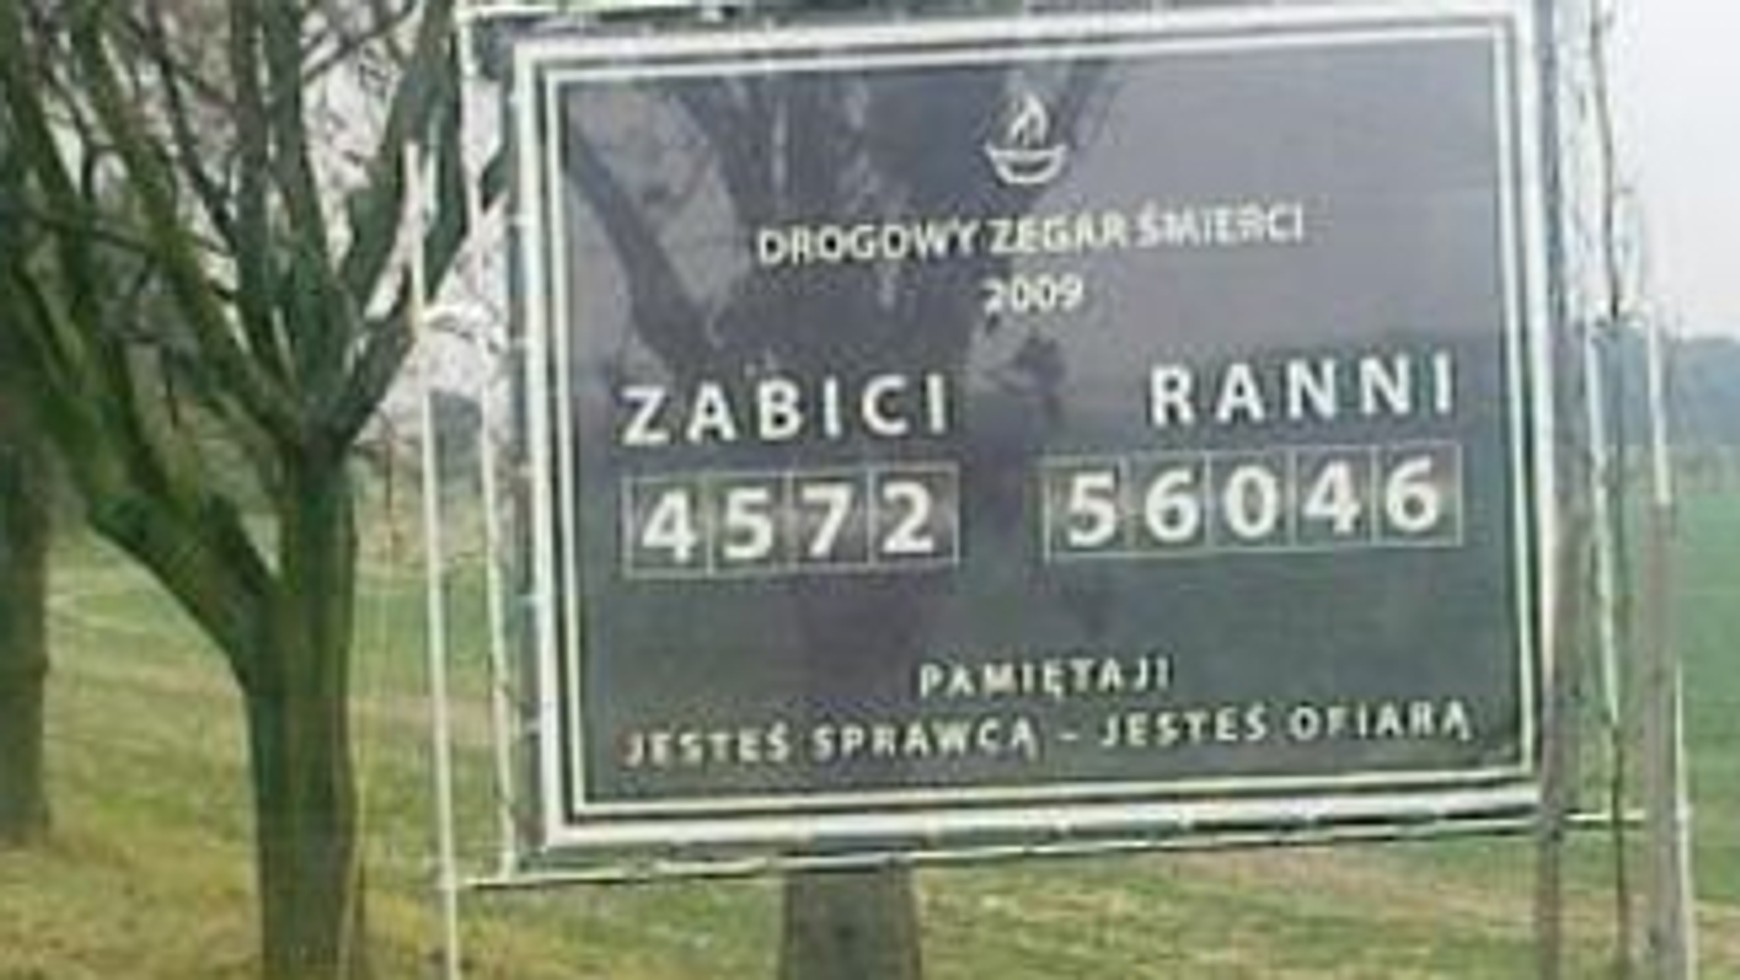 DROGOWY ZEGAR ŚMIERCI
2009
ZABICI RANNI
4572 56046
PAMIĘTAJ!
JESTEŚ SPRAWCĄ – JESTEŚ OFIARĄ